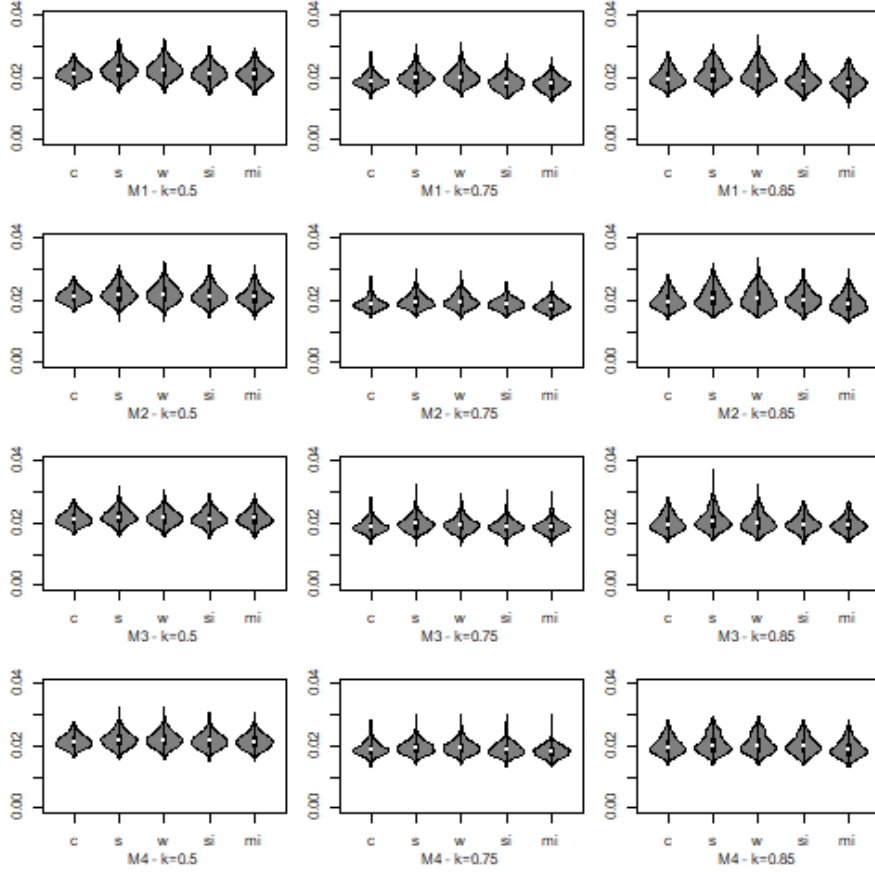 0.04
0.02
0.00
c s w si mi
M1 - k=0.5
0.04
0.02
0.00
c s w si mi
M1 - k=0.75
0.04
0.02
0.00
c s w si mi
M1 - k=0.85
0.04
0.02
0.00
c s w si mi
M2 - k=0.5
0.04
0.02
0.00
c s w si mi
M2 - k=0.75
0.04
0.02
0.00
c s w si mi
M2 - k=0.85
0.04
0.02
0.00
c s w si mi
M3 - k=0.5
0.04
0.02
0.00
c s w si mi
M3 - k=0.75
0.04
0.02
0.00
c s w si mi
M3 - k=0.85
0.04
0.02
0.00
c s w si mi
M4 - k=0.5
0.04
0.02
0.00
c s w si mi
M4 - k=0.75
0.04
0.02
0.00
c s w si mi
M4 - k=0.85